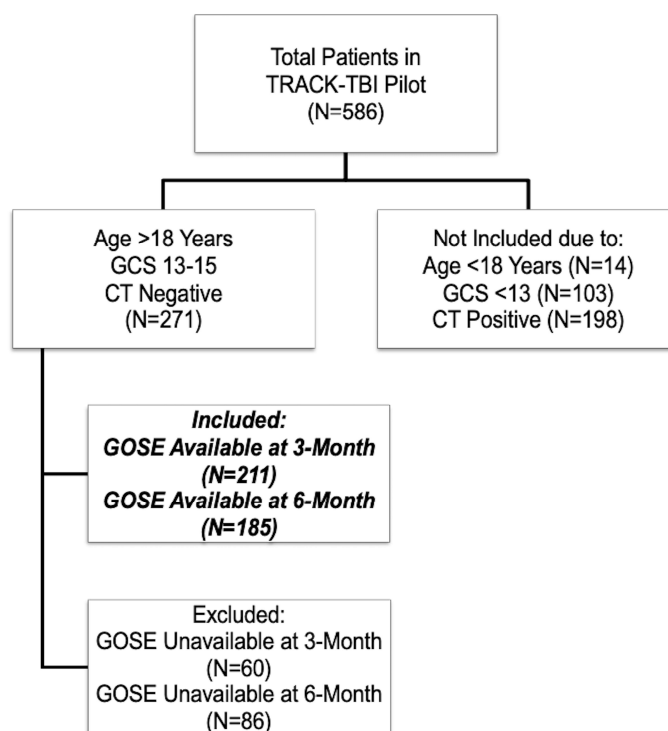 Total Patients in
TRACK-TBI Pilot
(N=586)
Age >18 Years
GCS 13-15
CT Negative
(N=271)
Not Included due to:
Age <18 Years (N=14)
GCS <13 (N=103)
CT Positive (N=198)
Included:
GOSE Available at 3-Month
(N=211)
GOSE Available at 6-Month
(N=185)
Excluded:
GOSE Unavailable at 3-Month
(N=60)
GOSE Unavailable at 6-Month
(N=86)